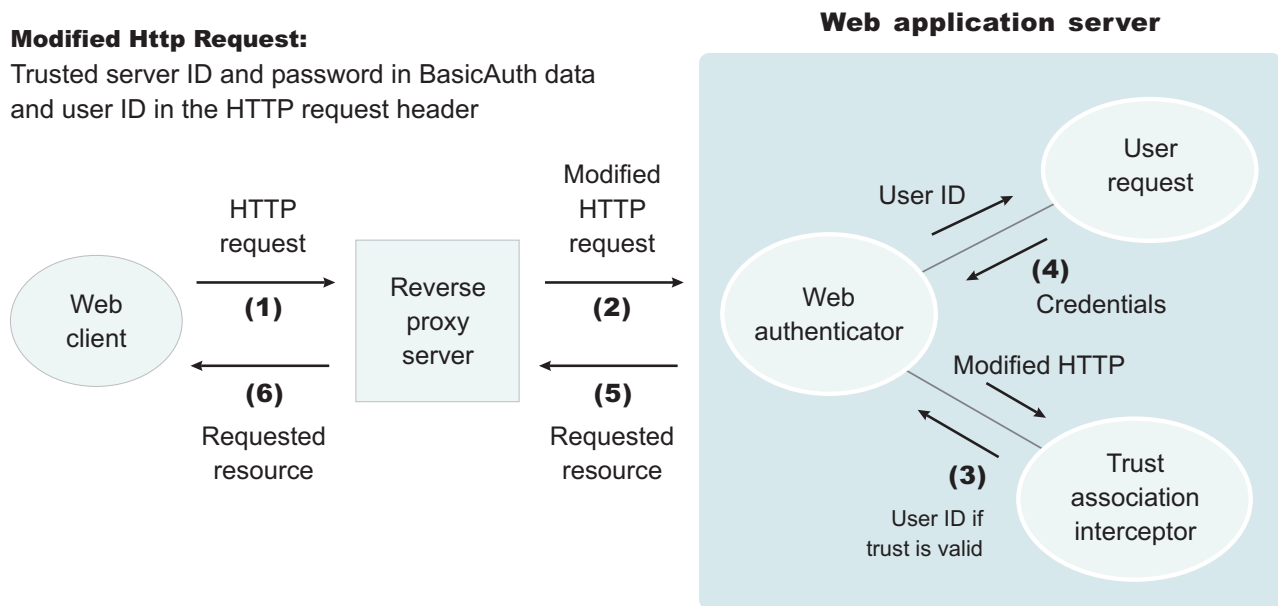 Web application server
Modified Http Request:
Trusted server ID and password in BasicAuth data
and user ID in the HTTP request header
HTTP
request
(1)
Modified
HTTP
request
(2)
Web
client
Reverse
proxy
server
(6)
Requested
resource
(5)
Requested
resource
User ID
User
request
(4)
Credentials
Web
authenticator
Modified HTTP
(3)
User ID if
trust is valid
Trust
association
interceptor